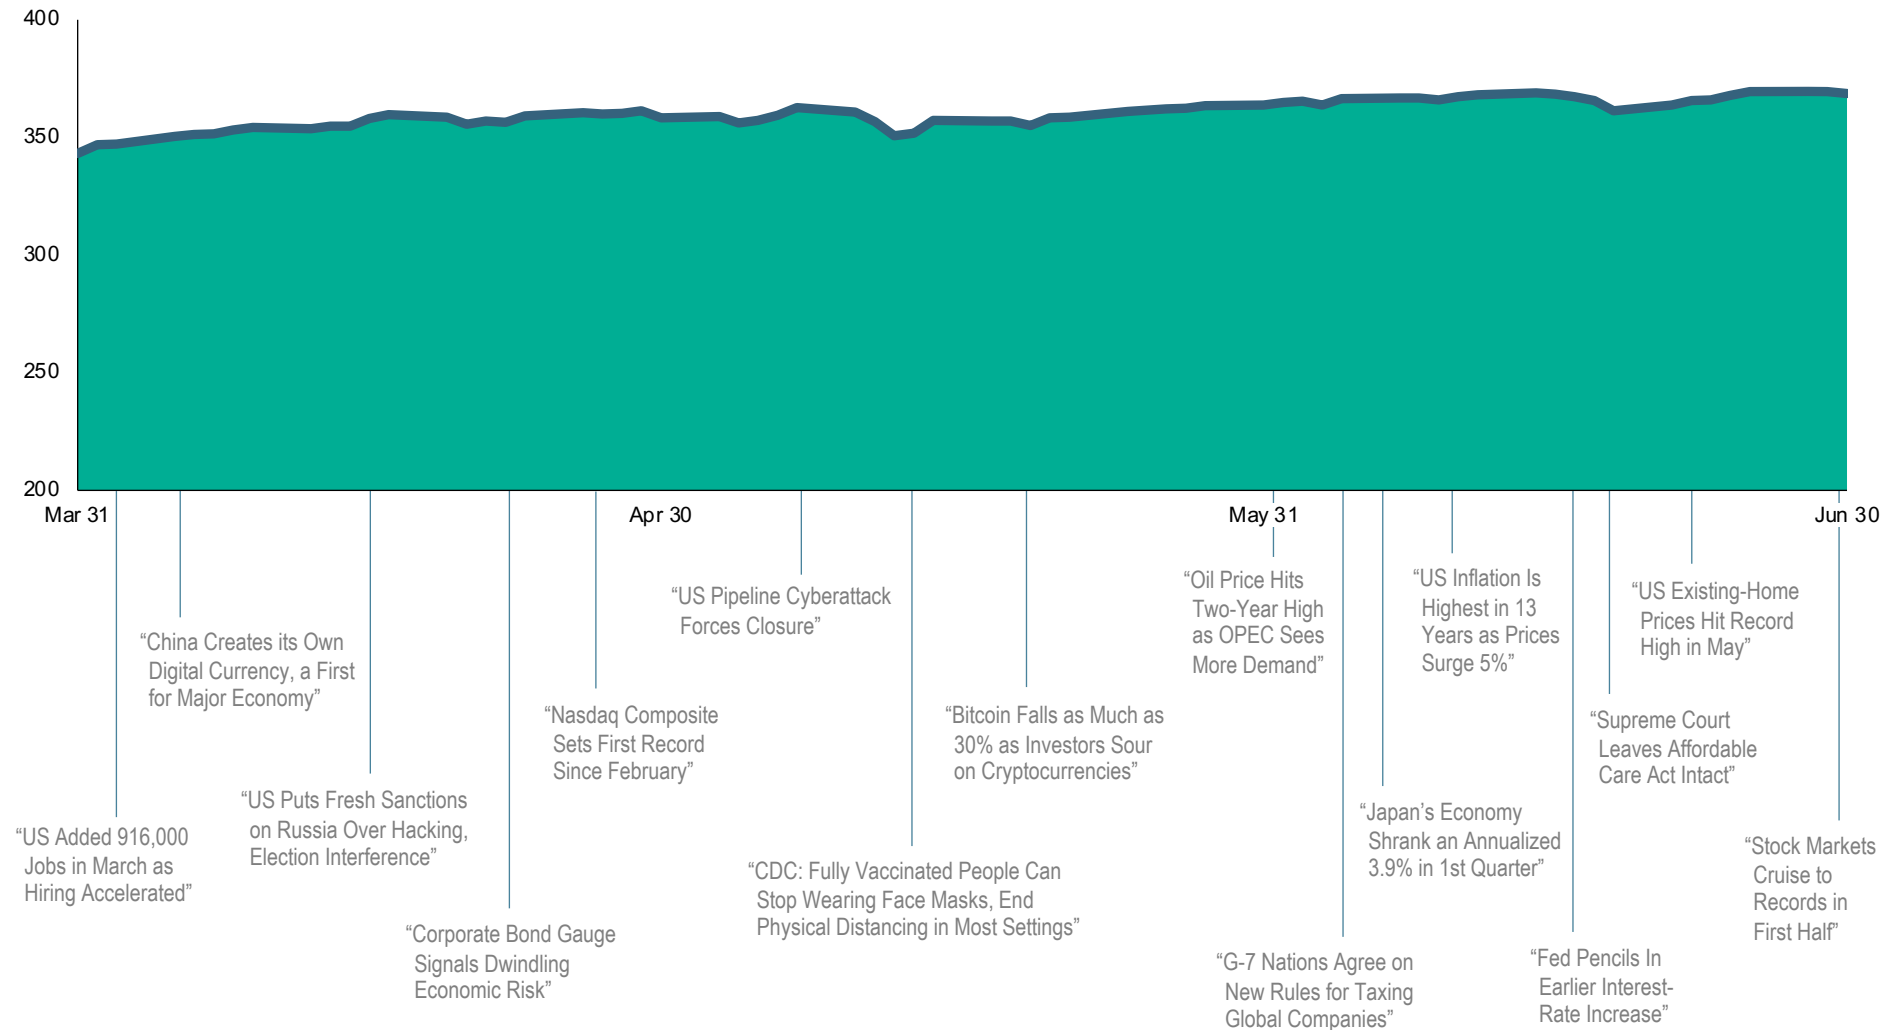 400
350
300
250
200
Mar 31
Apr 30
May 31
Jun 30
“US Added 916,000
Jobs in March as
Hiring Accelerated”
“China Creates its Own
Digital Currency, a First
for Major Economy”
“US Puts Fresh Sanctions
on Russia Over Hacking,
Election Interference”
“Corporate Bond Gauge
Signals Dwindling
Economic Risk”
“Nasdaq Composite
Sets First Record
Since February”
“US Pipeline Cyberattack
Forces Closure”
“CDC: Fully Vaccinated People Can
Stop Wearing Face Masks, End
Physical Distancing in Most Settings”
“Bitcoin Falls as Much as
30% as Investors Sour
on Cryptocurrencies”
“Oil Price Hits
Two-Year High
as OPEC Sees
More Demand”
“G-7 Nations Agree on
New Rules for Taxing
Global Companies”
“Japan’s Economy
Shrank an Annualized
3.9% in 1st Quarter”
“US Inflation Is
Highest in 13
Years as Prices
Surge 5%”
“Fed Pencils In
Earlier Interest-
Rate Increase”
“Supreme Court
Leaves Affordable
Care Act Intact”
“US Existing-Home
Prices Hit Record
High in May”
“Stock Markets
Cruise to
Records in
First Half”